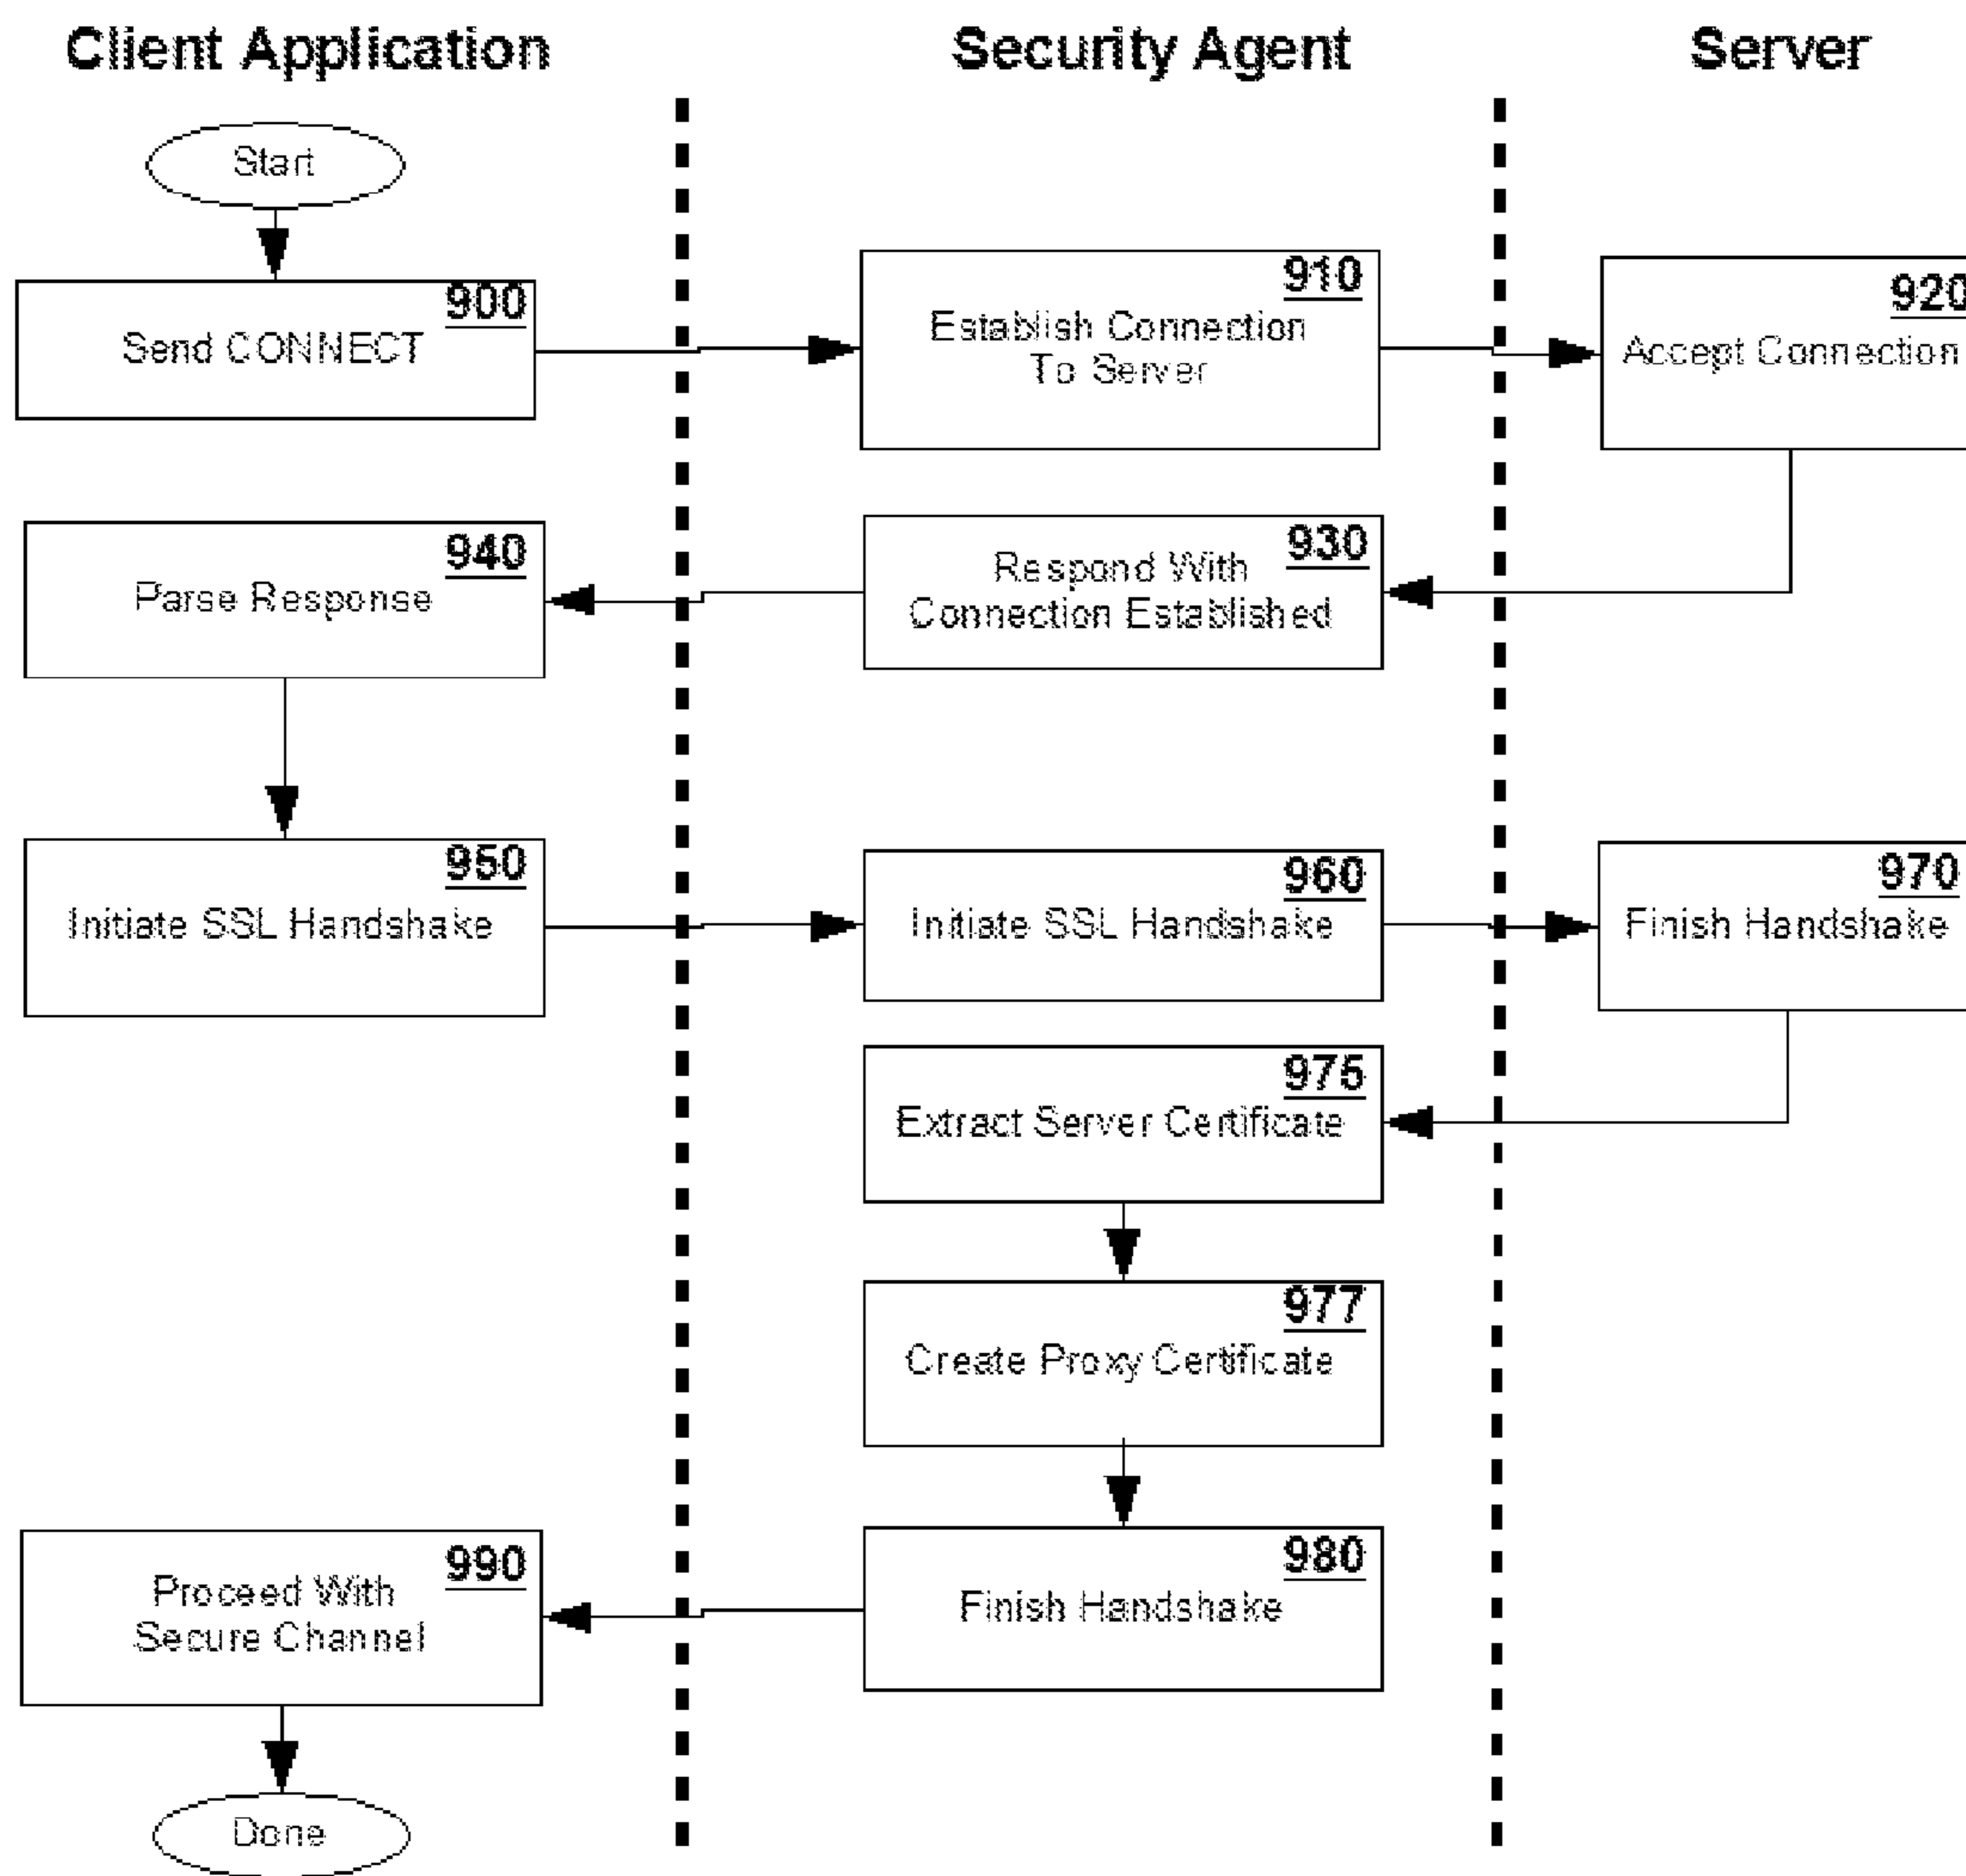 Client Application
Security Agent
Server
Start
900
Send CONNECT
910
Establish Connection
To Server
920
Accept Connection
940
Parse Response
930
Respond With
Connection Established
950
Initiate SSL Handshake
960
Initiate SSL Handshake
970
Finish Handshake
975
Extract Server Certificate
977
Create Proxy Certificate
980
Finish Handshake
990
Proceed With
Secure Channel
Done